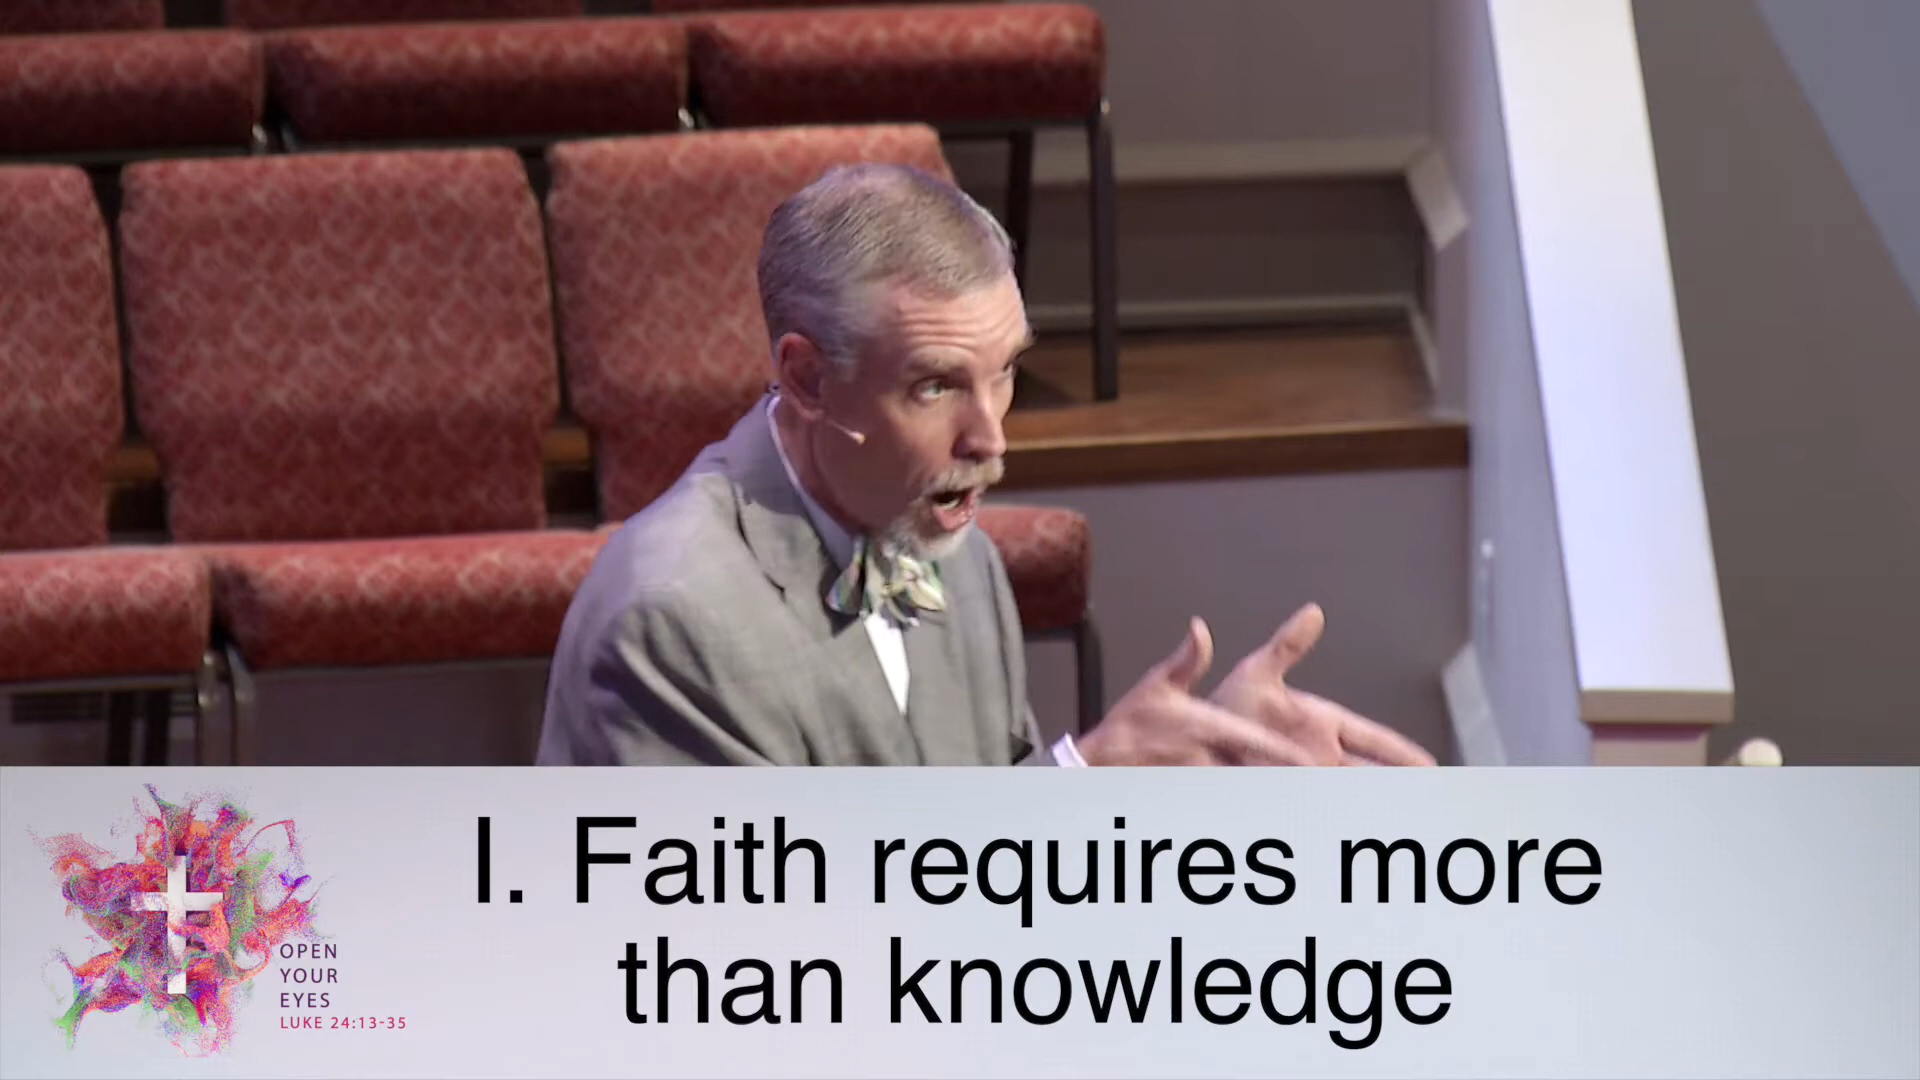 I. Faith requires more
than knowledge
OPEN
YOUR
EYES
LUKE 24:13-35